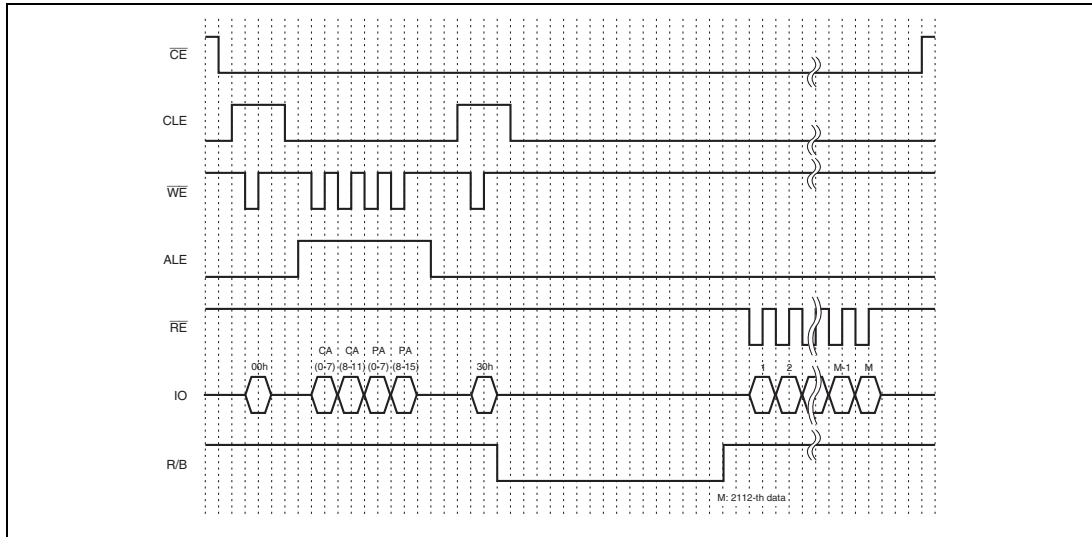 CE
CLE
WE
ALE
RE
CA CA PA PA
00h (0-7) (8-11) (0-7) (8-15) 30h 1 2 M-1 M
IO
R/B
M: 2112-th data